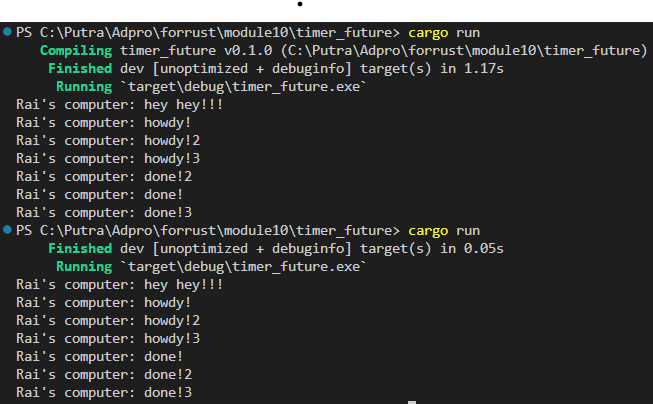 PS C:\Putra\Adpro\forrust\module10\timer_future> cargo run
Compiling timer_future v0.1.0 (C:\Putra\Adpro\forrust\module10\timer_future)
Finished dev [unoptimized + debuginfo] target(s) in 1.17s
Running `target\debug\timer_future.exe`
Rai's computer: hey hey!!!
Rai's computer: howdy!
Rai's computer: howdy!2
Rai's computer: howdy!3
Rai's computer: done!2
Rai's computer: done!
Rai's computer: done!3
PS C:\Putra\Adpro\forrust\module10\timer_future> cargo run
Finished dev [unoptimized + debuginfo] target(s) in 0.05s
Running `target\debug\timer_future.exe`
Rai's computer: hey hey!!!
Rai's computer: howdy!
Rai's computer: howdy!2
Rai's computer: howdy!3
Rai's computer: done!
Rai's computer: done!2
Rai's computer: done!3